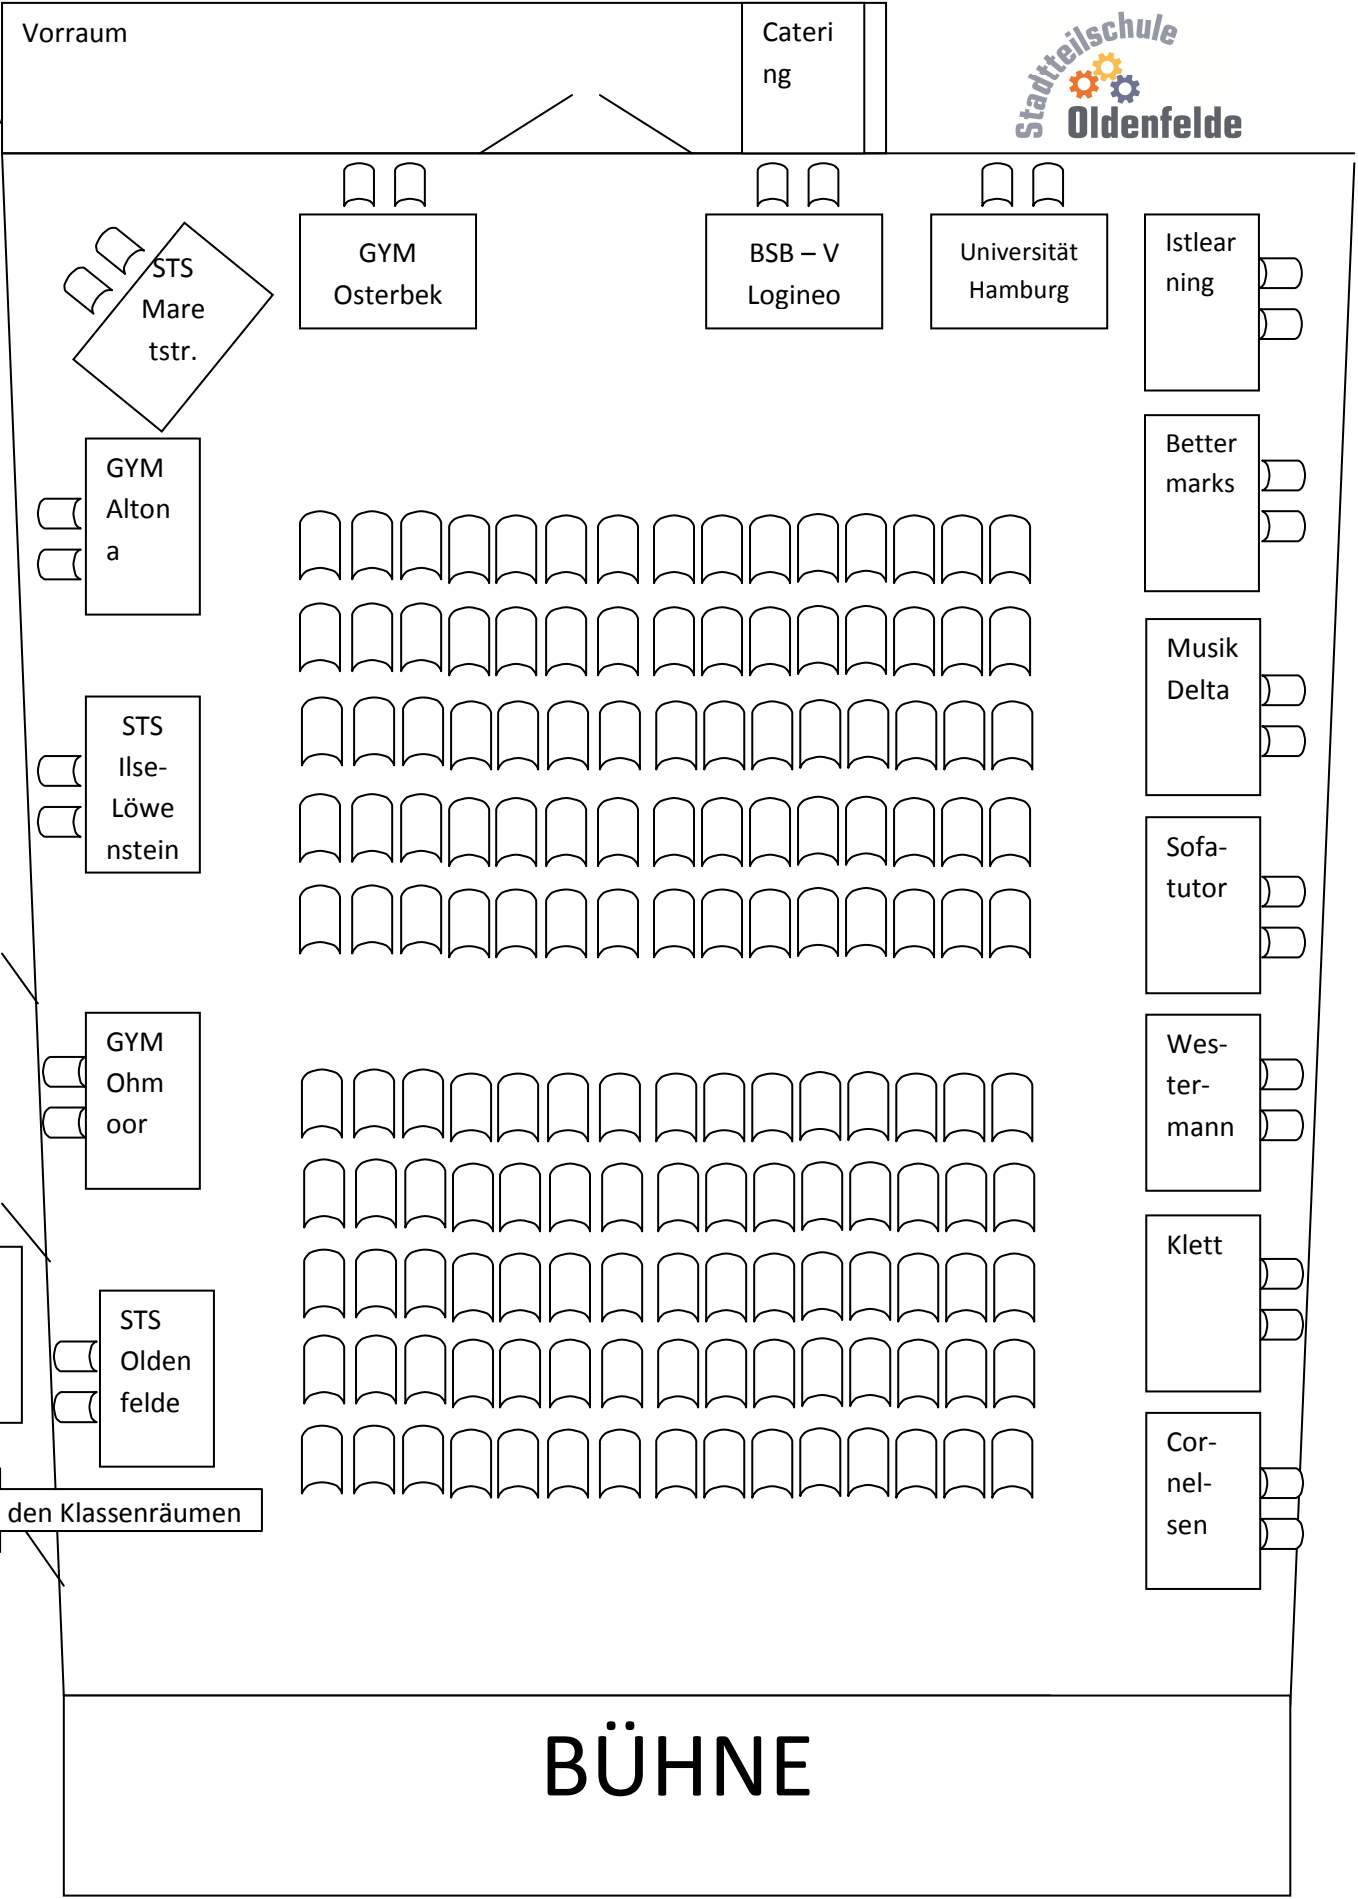 Vorraum
Cateri
ng
Stadtteilschule
Oldenfelde
STS
Mare
tstr.
GYM
Osterbek
BSB – V
Logineo
Universität
Hamburg
Istlear
ning
GYM
Alton
a
Better
marks
STS
Ilse-
Löwe
nstein
Musik
Delta
Sofa-
tutor
GYM
Ohm
oor
Wes-
ter-
mann
STS
Olden
felde
Klett
Cor-
nel-
sen
den Klassenräumen
BÜHNE